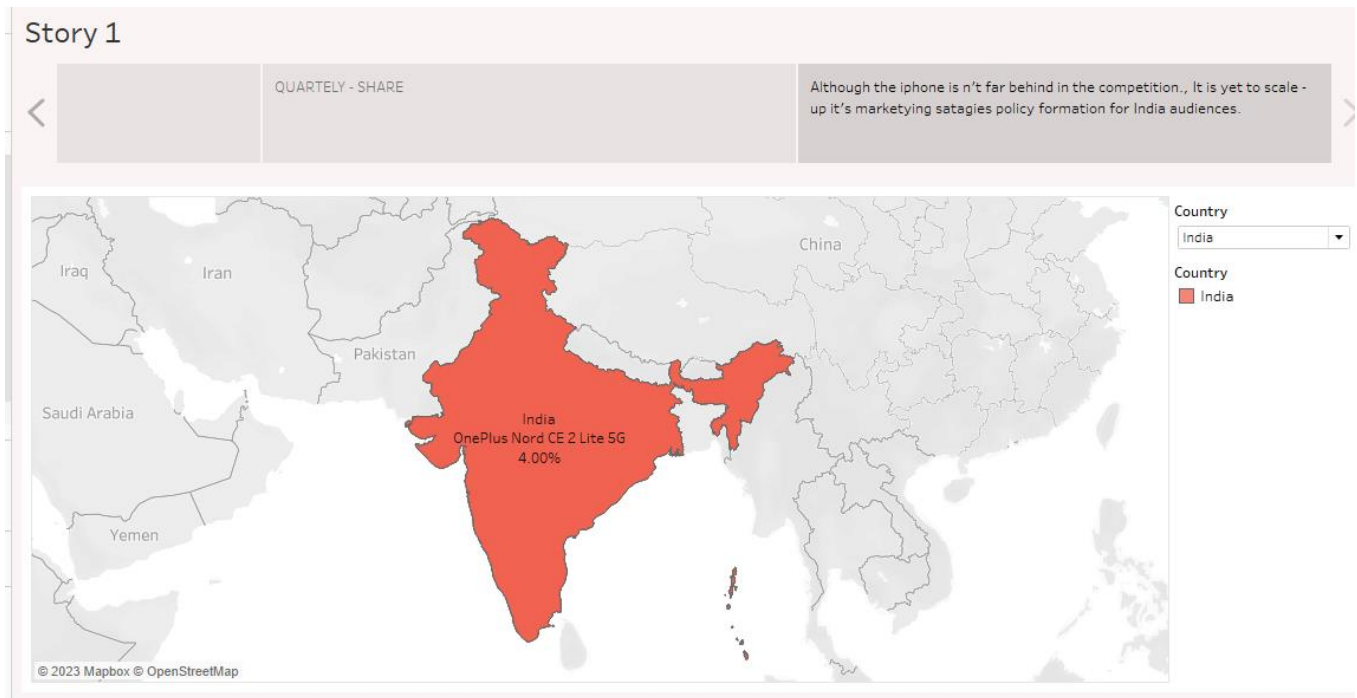 Story 1
QUARTELY - SHARE
Although the iphone is n't far behind in the competition., It is yet to scale -
up it's marketying satagies policy formation for India audiences.
Country
India
Country
India
China
Iraq
Iran
Pakistan
Saudi Arabia
India
OnePlus Nord CE 2 Lite 5G
4.00%
Yemen
© 2023 Mapbox © OpenStreetMap